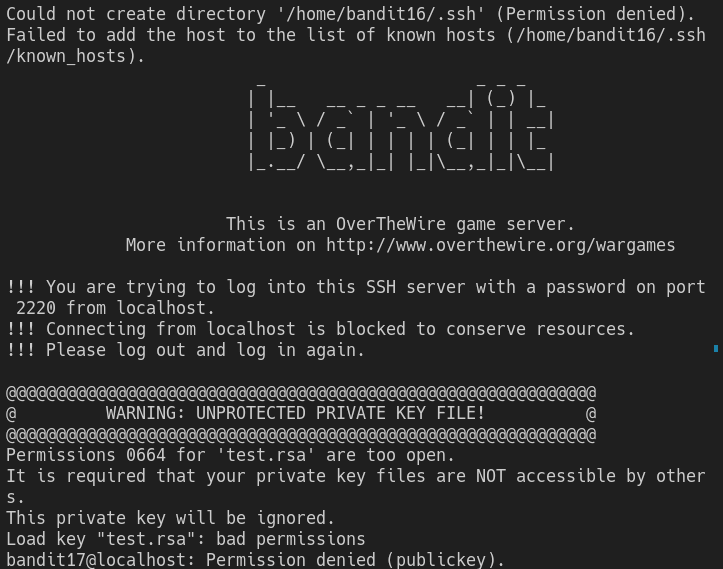 Could not create directory '/home/bandit16/.ssh' (Permission denied).
Failed to add the host to the list of known hosts (/home/bandit16/.ssh
/known_hosts).
                         _                     _ _ _
                        | |__   __ _ _ __   __| (_) |_
                        | '_ \ / _` | '_ \ / _` | | __|
                        | |_) | (_| | | | | (_| | | |_
                        |_.__/ \__,_|_| |_|\__,_|_|\__|
                      This is an OverTheWire game server.
            More information on http://www.overthewire.org/wargames
!!! You are trying to log into this SSH server with a password on port
 2220 from localhost.
!!! Connecting from localhost is blocked to conserve resources.
!!! Please log out and log in again.
@@@@@@@@@@@@@@@@@@@@@@@@@@@@@@@@@@@@@@@@@@@@@@@@@@@@@@@@@@@
@         WARNING: UNPROTECTED PRIVATE KEY FILE!          @
@@@@@@@@@@@@@@@@@@@@@@@@@@@@@@@@@@@@@@@@@@@@@@@@@@@@@@@@@@@
Permissions 0664 for 'test.rsa' are too open.
It is required that your private key files are NOT accessible by other
s.
This private key will be ignored.
Load key "test.rsa": bad permissions
bandit17@localhost: Permission denied (publickey).